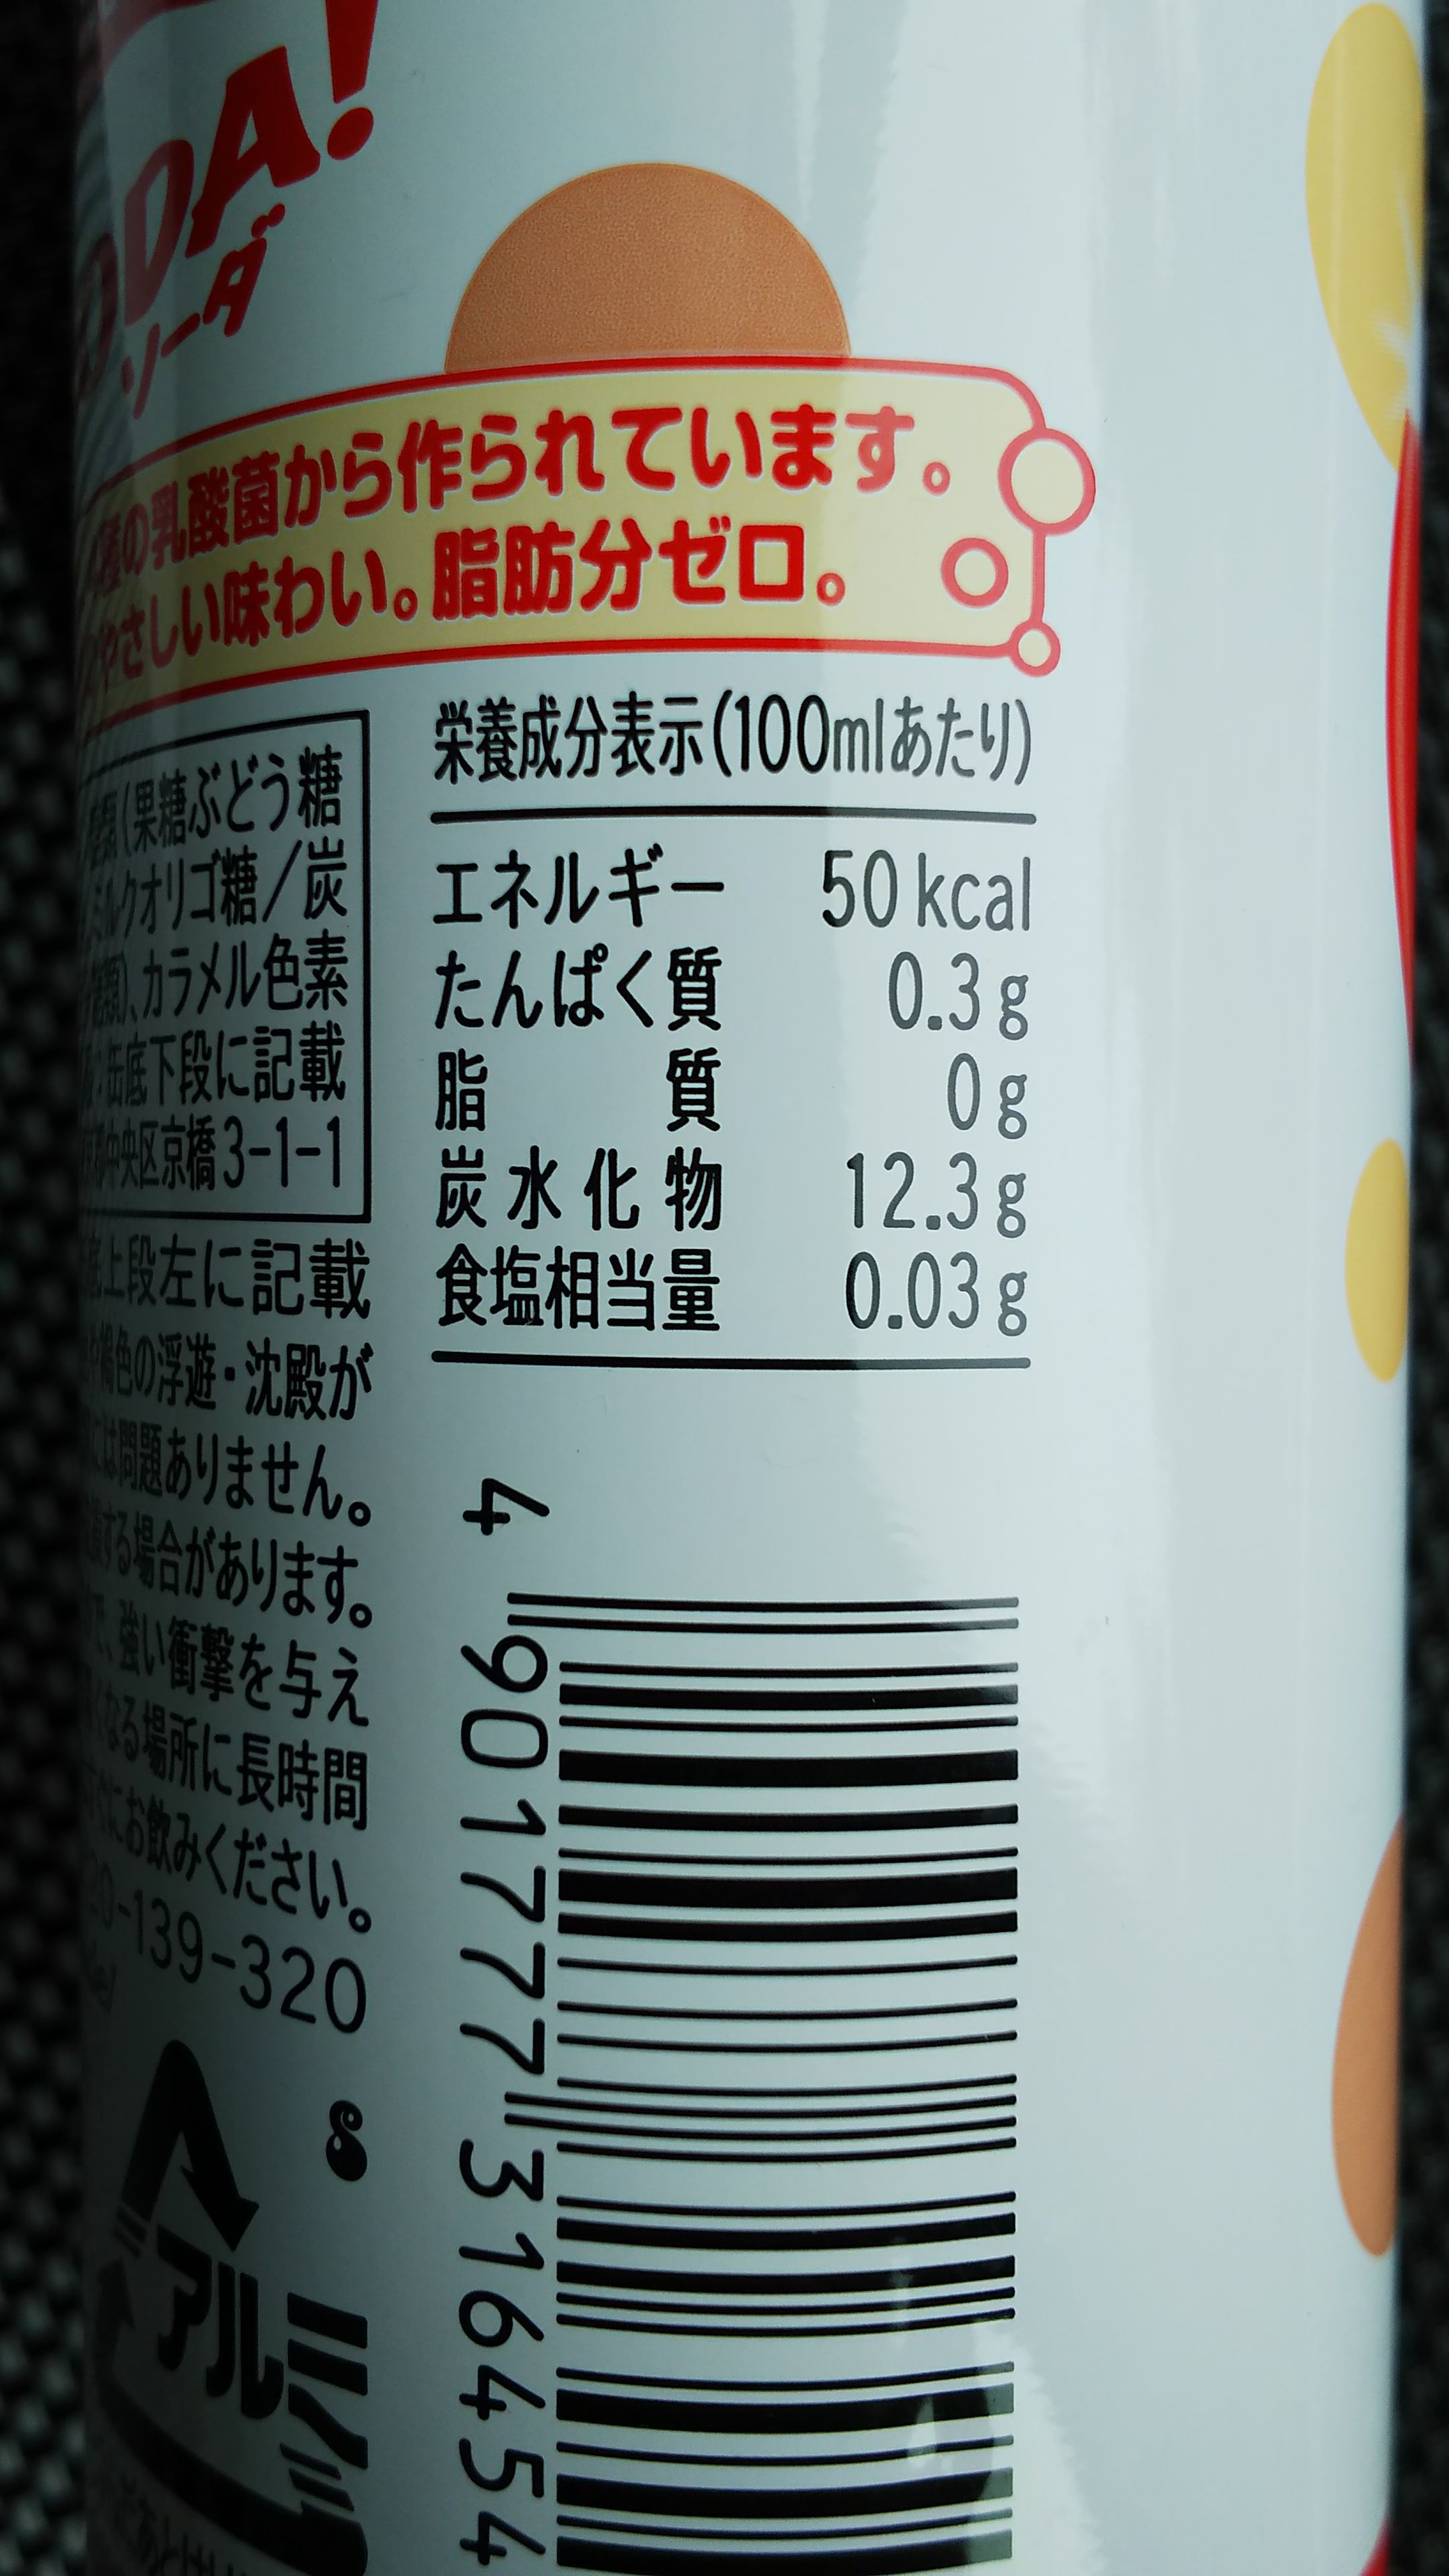 ODA!
ソーダ
種の乳酸菌から作られています。
やさしい味わい。脂肪分ゼロ。
類(果糖ぶどう糖
ミルクオリゴ糖/炭
糖類)、カラメル色素
缶底下段に記載
中央区京橋3-1-1
底上段左に記載
褐色の浮遊・沈殿が
には問題ありません。
する場合があります。
強い衝撃を与え
なる場所に長時間
にお飲みください。
20-139-320
アルミ
栄養成分表示(100mlあたり)
エネルギー 50kcal
たんぱく質 0.3g
脂質 0g
炭水化物 12.3g
食塩相当量 0.03g
4 901777 316454